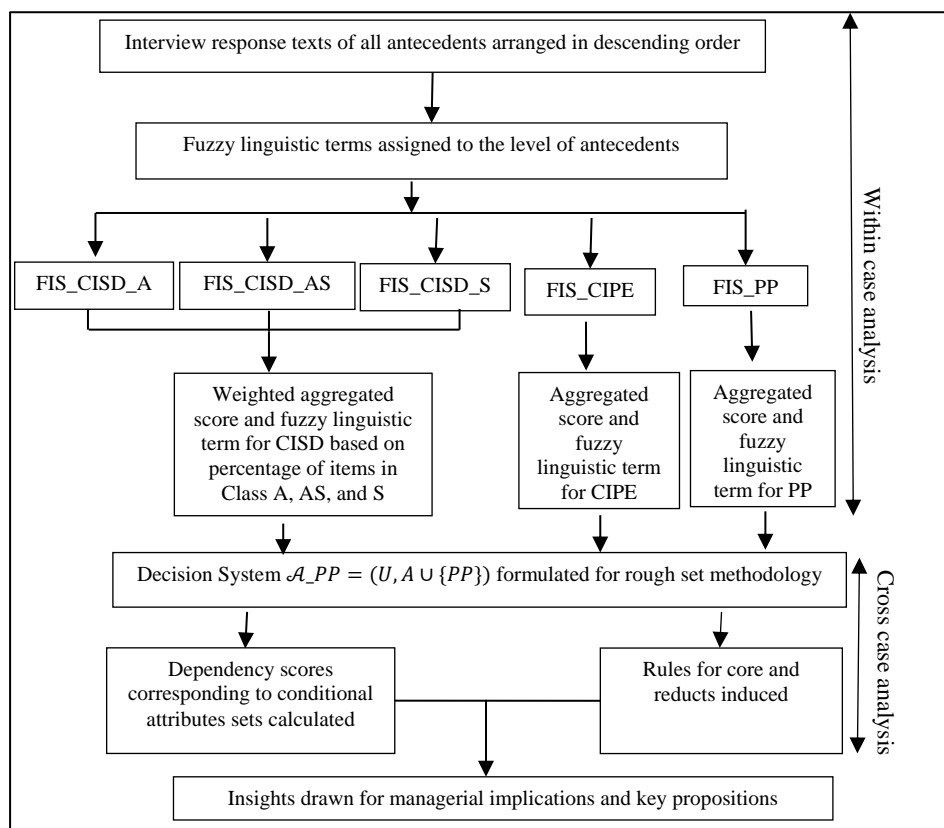 Interview response texts of all antecedents arranged in descending order
Fuzzy linguistic terms assigned to the level of antecedents
FIS_CISD_A
FIS_CISD_AS
FIS_CISD_S
FIS_CIPE
FIS_PP
Weighted aggregated
score and fuzzy linguistic
term for CISD based on
percentage of items in
Class A, AS, and S
Aggregated
score and
fuzzy
linguistic term
for CIPE
Aggregated
score and
fuzzy
linguistic
term for PP
Within case analysis
Decision System 𝒜_PP = (U, A ∪ {PP}) formulated for rough set methodology
Dependency scores
corresponding to conditional
attributes sets calculated
Rules for core and
reducts induced
Cross case analysis
Insights drawn for managerial implications and key propositions